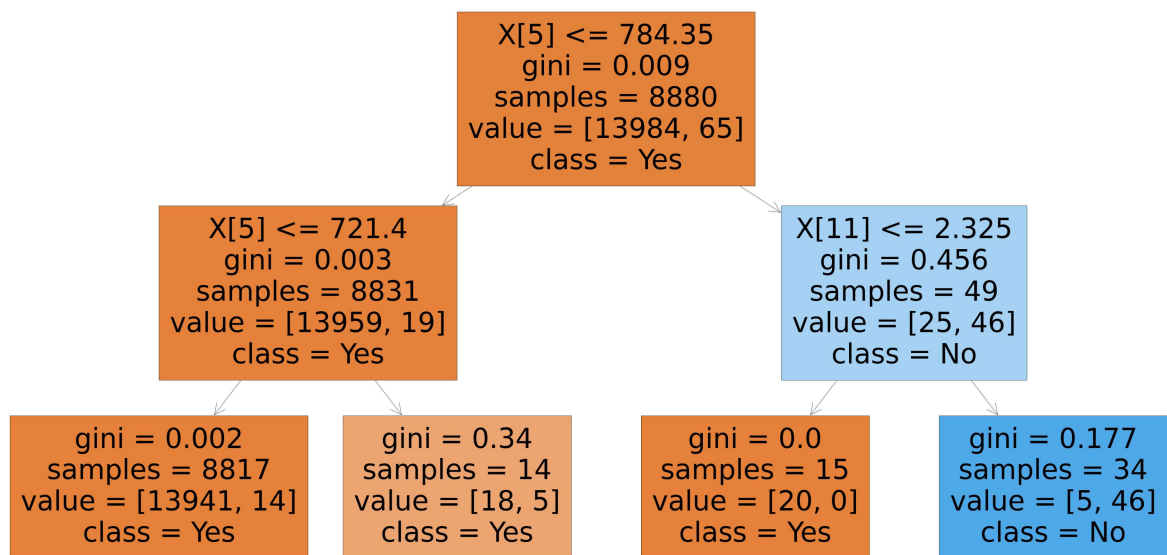 X[5] <= 784.35
gini = 0.009
samples = 8880
value = [13984, 65]
class = Yes
X[5] <= 721.4
gini = 0.003
samples = 8831
value = [13959, 19]
class = Yes
X[11] <= 2.325
gini = 0.456
samples = 49
value = [25, 46]
class = No
gini = 0.002
samples = 8817
value = [13941, 14]
class = Yes
gini = 0.34
samples = 14
value = [18, 5]
class = Yes
gini = 0.0
samples = 15
value = [20, 0]
class = Yes
gini = 0.177
samples = 34
value = [5, 46]
class = No